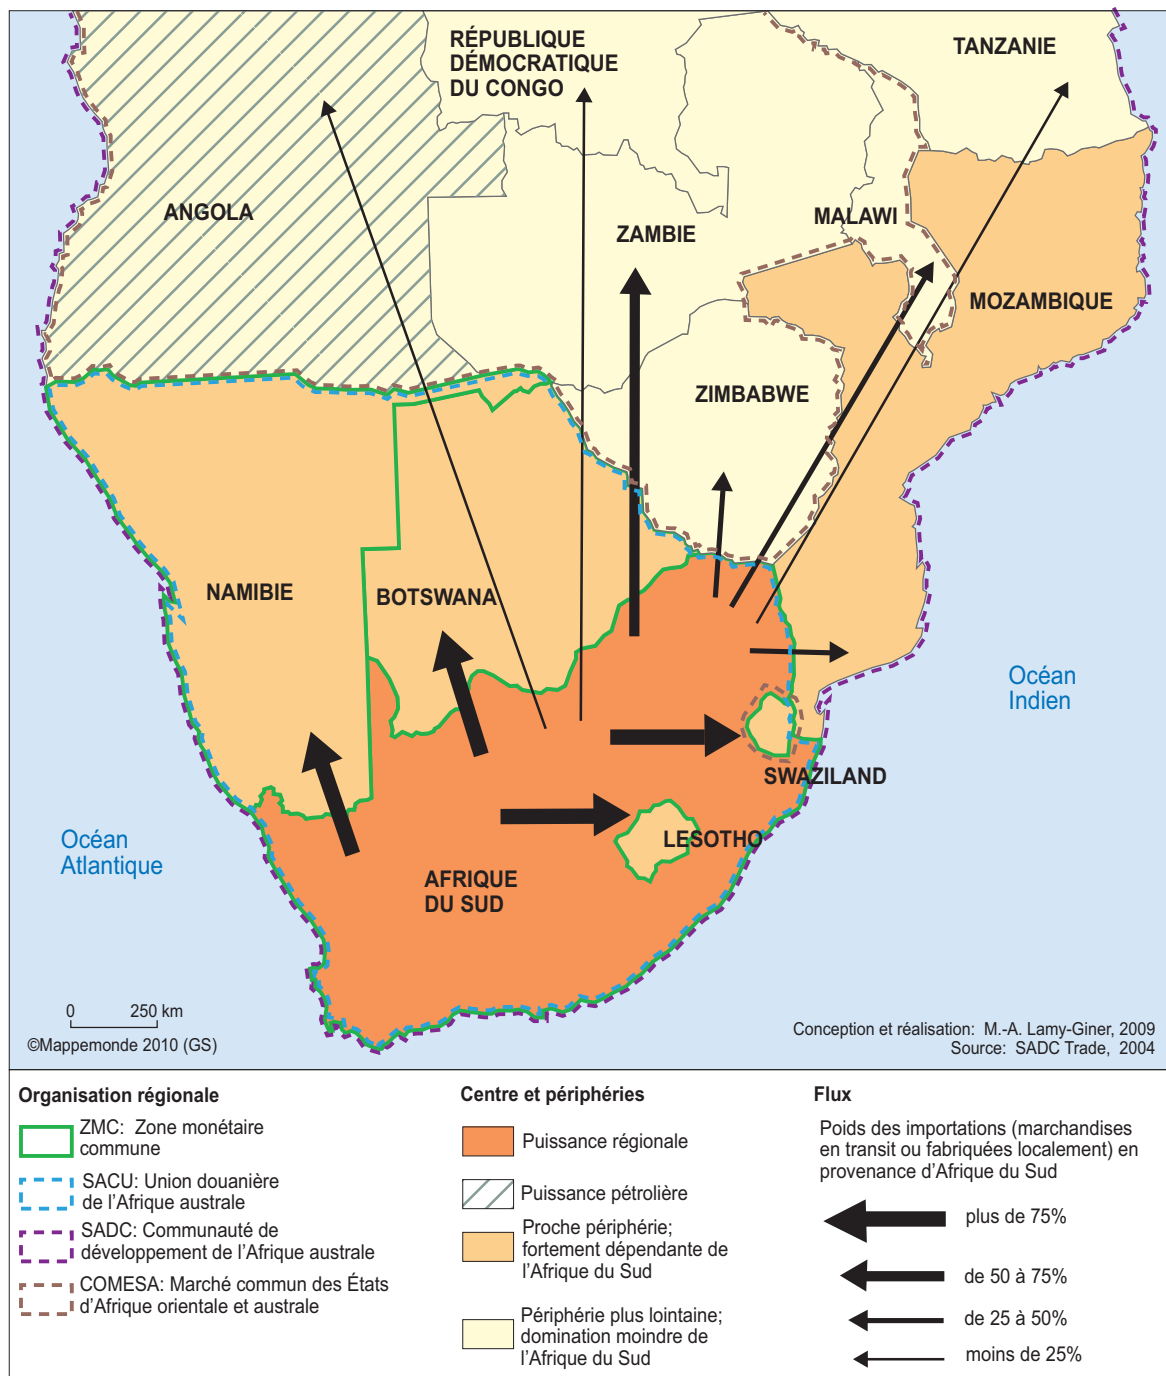 RÉPUBLIQUE
DÉMOCRATIQUE
DU CONGO
TANZANIE
ANGOLA
ZAMBIE
MALAWI
MOZAMBIQUE
ZIMBABWE
NAMIBIE
BOTSWANA
Océan
Indien
SWAZILAND
LESOTHO
Océan
Atlantique
AFRIQUE
DU SUD
0 250 km
©Mappemonde 2010 (GS)
Conception et réalisation: M.-A. Lamy-Giner, 2009
Source: SADC Trade, 2004
Organisation régionale
ZMC: Zone monétaire
commune
SACU: Union douanière
de l'Afrique australe
SADC: Communauté de
développement de l'Afrique australe
COMESA: Marché commun des États
d'Afrique orientale et australe
Centre et périphéries
Puissance régionale
Puissance pétrolière
Proche périphérie;
fortement dépendante de
l'Afrique du Sud
Périphérie plus lointaine;
domination moindre de
l'Afrique du Sud
Flux
Poids des importations (marchandises
en transit ou fabriquées localement) en
provenance d'Afrique du Sud
plus de 75%
de 50 à 75%
de 25 à 50%
moins de 25%